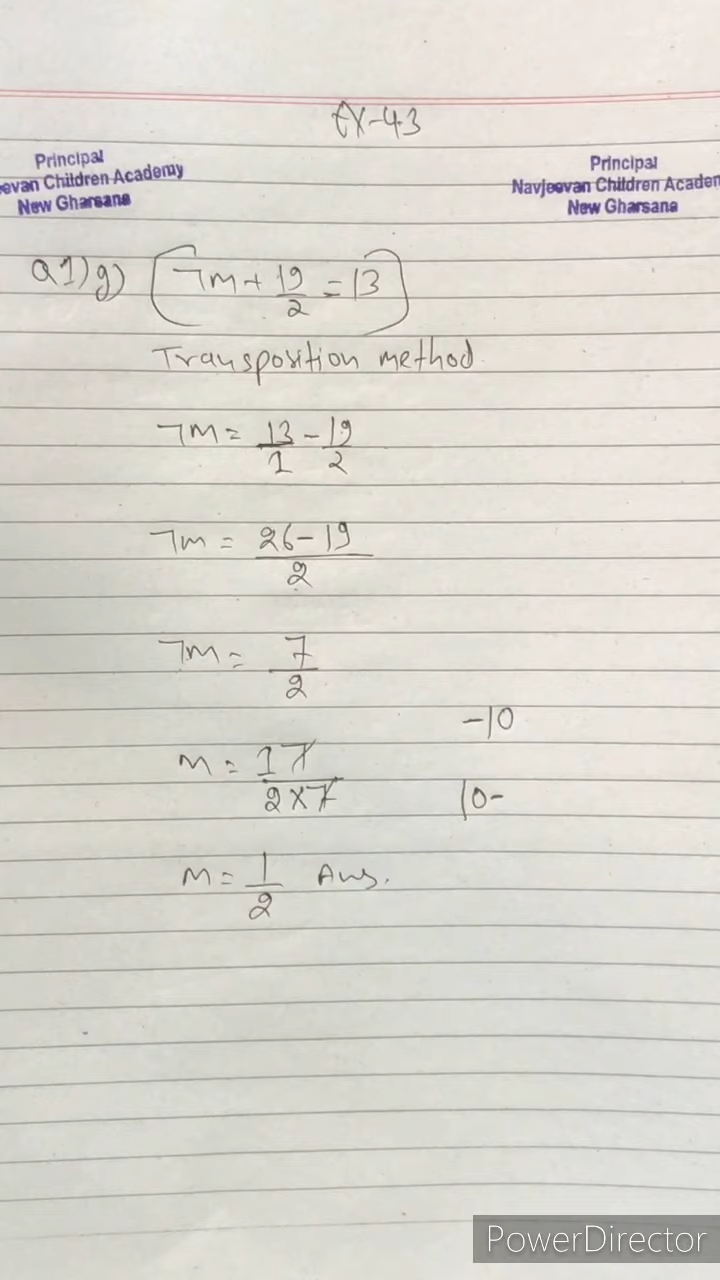 EX-43
Principal
Principal
evan Children Academy
Navjeevan Children Academ
New Gharsana
New Gharsana
Q1)g) (7m + 19/2 = 13)
Transposition method
7m = 13/1 - 19/2
7m = 26-19/2
7m = 7/2
-10
m = 1 7/2×7
10-
m = 1/2 Ans.
PowerDirector